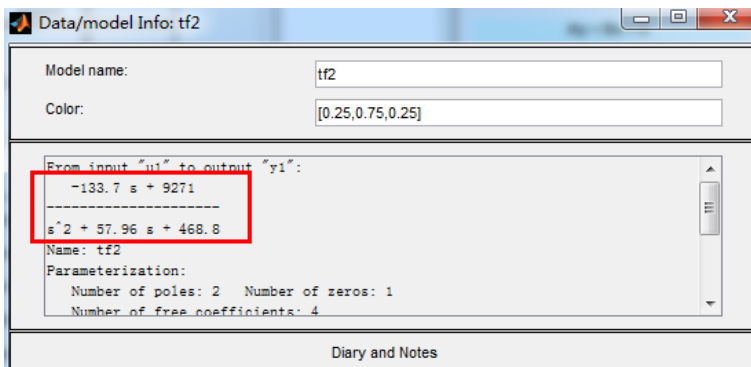 Data/model Info: tf2
Model name:
tf2
Color:
[0.25,0.75,0.25]
From input "u1" to output "y1":
-133.7 s + 9271
---------------------
s^2 + 57.96 s + 468.8
Name: tf2
Parameterization:
Number of poles: 2 Number of zeros: 1
Number of free coefficients: 4
Diary and Notes